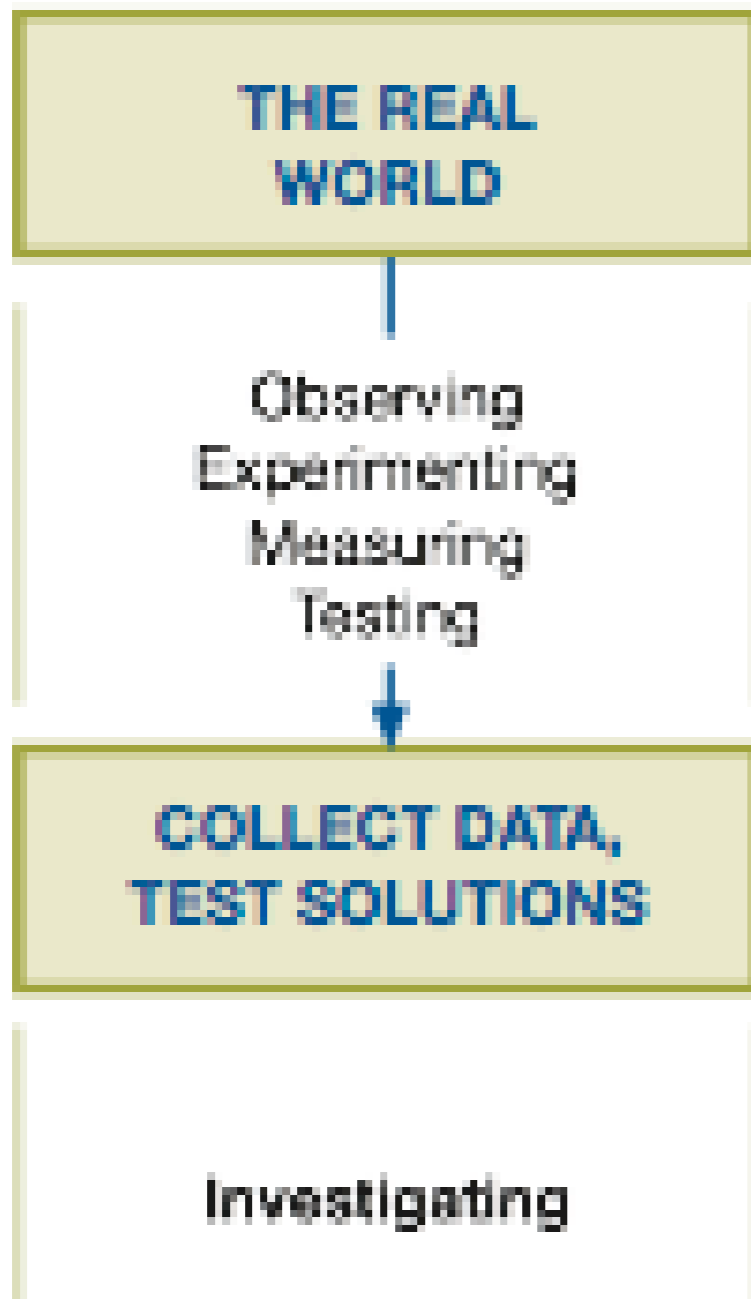 THE REAL
WORLD
Observing
Experimenting
Measuring
Testing
COLLECT DATA,
TEST SOLUTIONS
Investigating